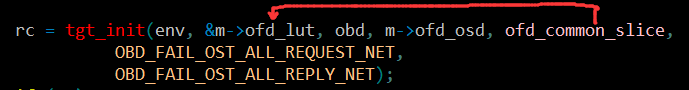 rc = tgt_init(env, &m->ofd_lut, obd, m->ofd_osd, ofd_common_slice,
OBD_FAIL_OST_ALL_REQUEST_NET,
OBD_FAIL_OST_ALL_REPLY_NET);